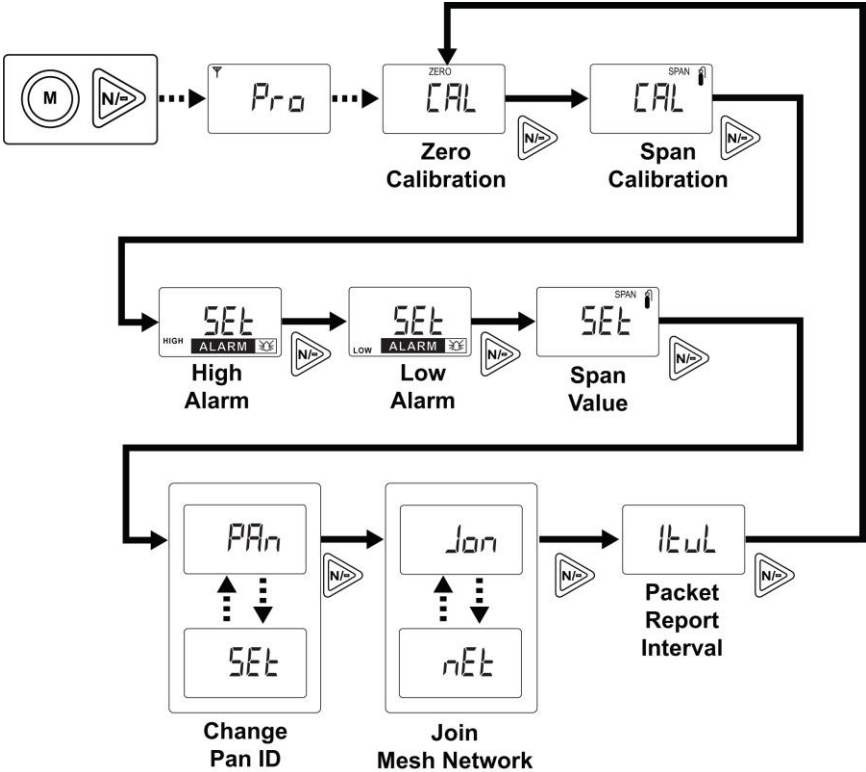 M
N/-
Pro
ZERO
CAL
N/-
Zero
Calibration
SPAN
CAL
N/-
Span
Calibration
SEt
HIGH ALARM
N/-
High
Alarm
SEt
LOW ALARM
N/-
Low
Alarm
SPAN
SEt
N/-
Span
Value
PAn
N/-
SEt
Change
Pan ID
Jon
N/-
nEt
Join
Mesh Network
ItuL
N/-
Packet
Report
Interval